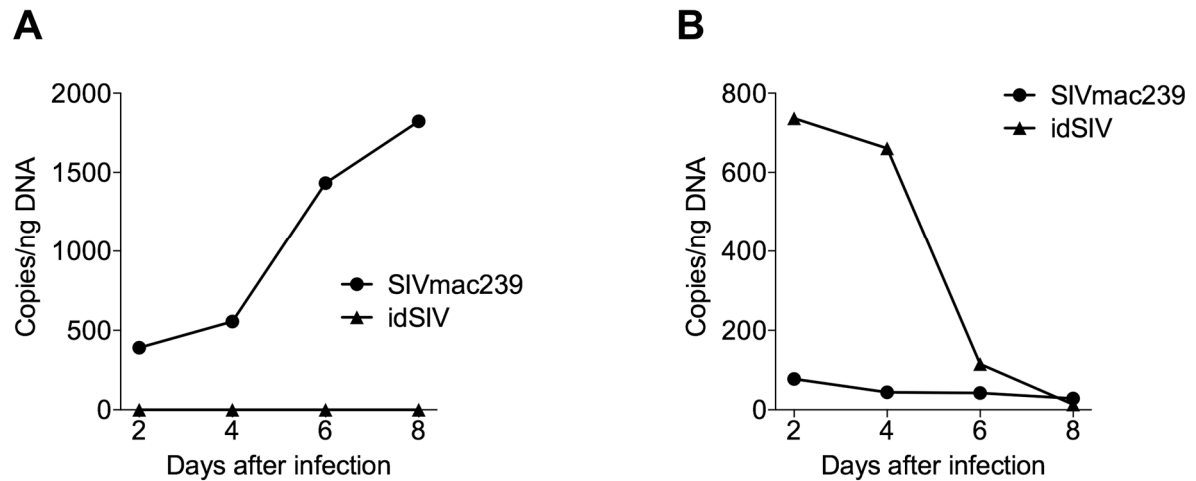 A
2000
1500
1000
500
0
Copies/ng DNA
SIVmac239
idSIV
2 4 6 8
Days after infection
B
800
600
400
200
0
Copies/ng DNA
SIVmac239
idSIV
2 4 6 8
Days after infection